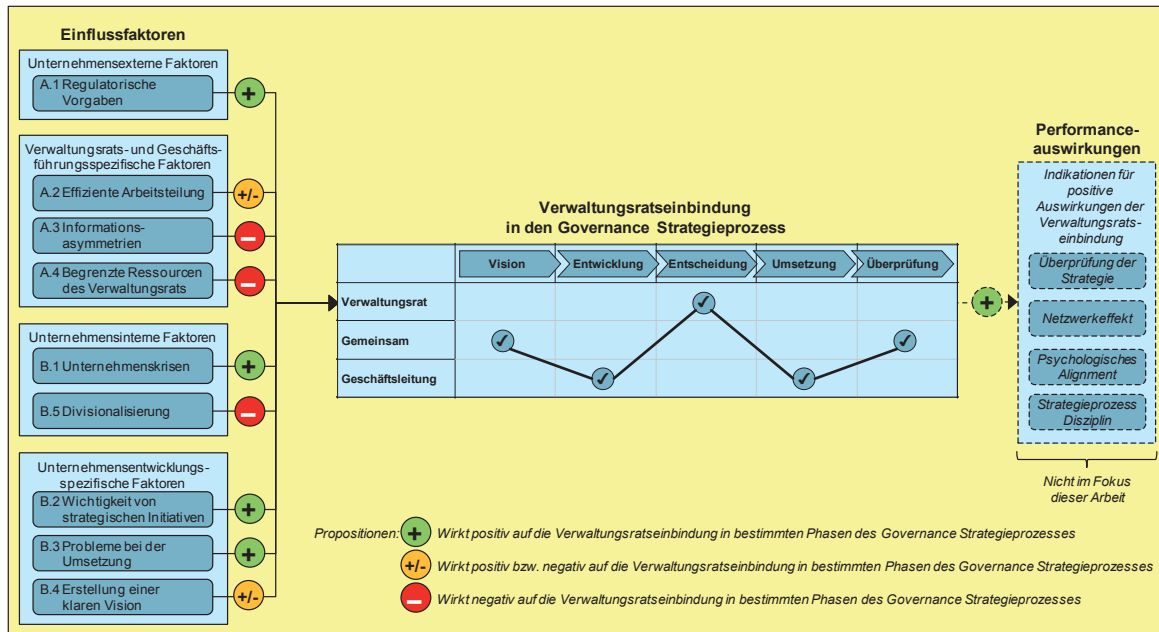 Einflussfaktoren
Unternehmensexterne Faktoren
A.1 Regulatorische
Vorgaben
+
Verwaltungsrats- und Geschäfts-
führungsspezifische Faktoren
A.2 Effiziente Arbeitsteilung
+/-
A.3 Informations-
asymmetrien
–
A.4 Begrenzte Ressourcen
des Verwaltungsrats
–
Unternehmensinterne Faktoren
B.1 Unternehmenskrisen
+
B.5 Divisionalisierung
–
Unternehmensentwicklungs-
spezifische Faktoren
B.2 Wichtigkeit von
strategischen Initiativen
+
B.3 Probleme bei der
Umsetzung
+
B.4 Erstellung einer
klaren Vision
+/-
Verwaltungsratseinbindung
in den Governance Strategieprozess
Vision Entwicklung Entscheidung Umsetzung Überprüfung
Verwaltungsrat ✓
Gemeinsam ✓ ✓
Geschäftsleitung ✓ ✓
+
Performance-
auswirkungen
Indikationen für
positive
Auswirkungen der
Verwaltungsrats-
einbindung
Überprüfung der
Strategie
Netzwerkeffekt
Psychologisches
Alignment
Strategieprozess
Disziplin
Nicht im Fokus
dieser Arbeit
Propositionen: + Wirkt positiv auf die Verwaltungsratseinbindung in bestimmten Phasen des Governance Strategieprozesses
+/- Wirkt positiv bzw. negativ auf die Verwaltungsratseinbindung in bestimmten Phasen des Governance Strategieprozesses
– Wirkt negativ auf die Verwaltungsratseinbindung in bestimmten Phasen des Governance Strategieprozesses